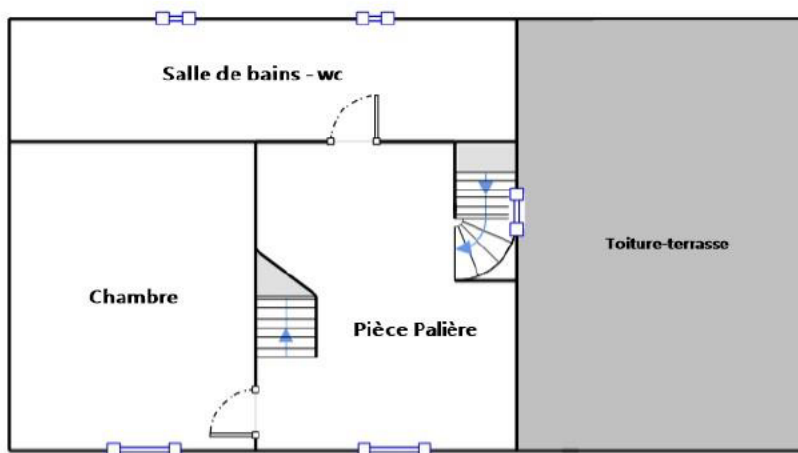 Salle de bains - wc
Toiture-terrasse
Chambre
Pièce Palière